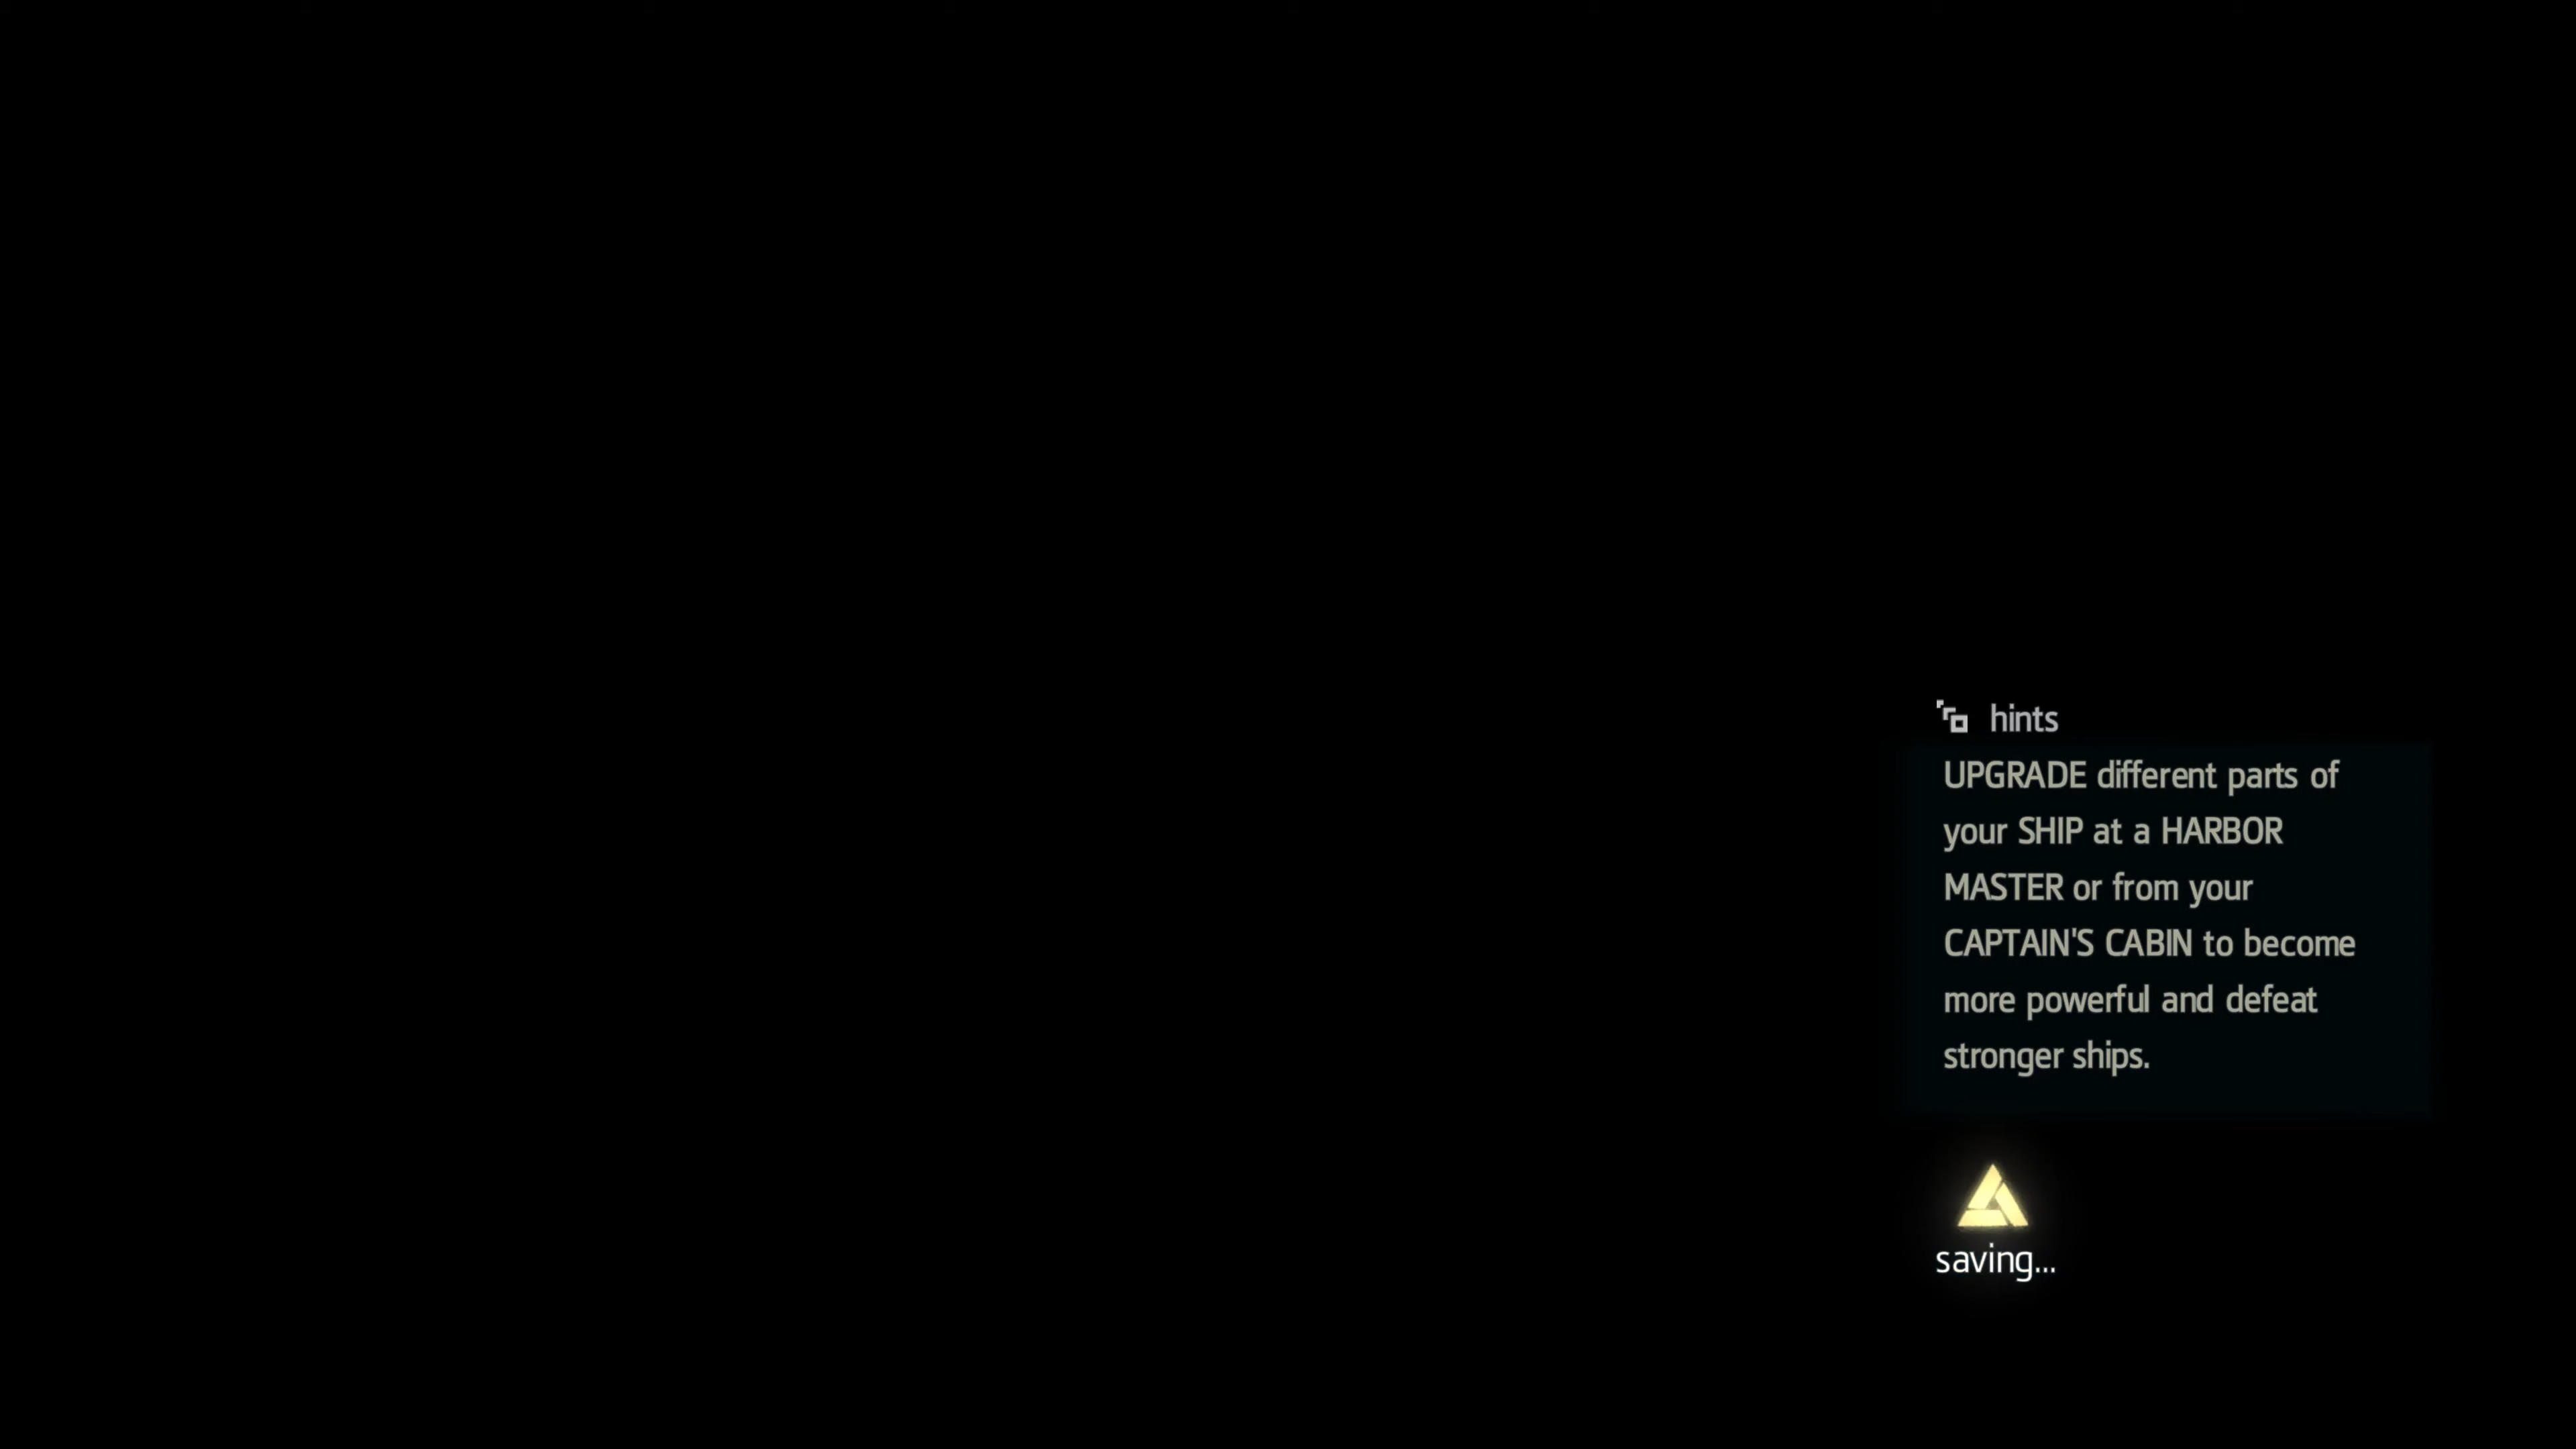 hints
UPGRADE different parts of
your SHIP at a HARBOR
MASTER or from your
CAPTAIN'S CABIN to become
more powerful and defeat
stronger ships.
saving...